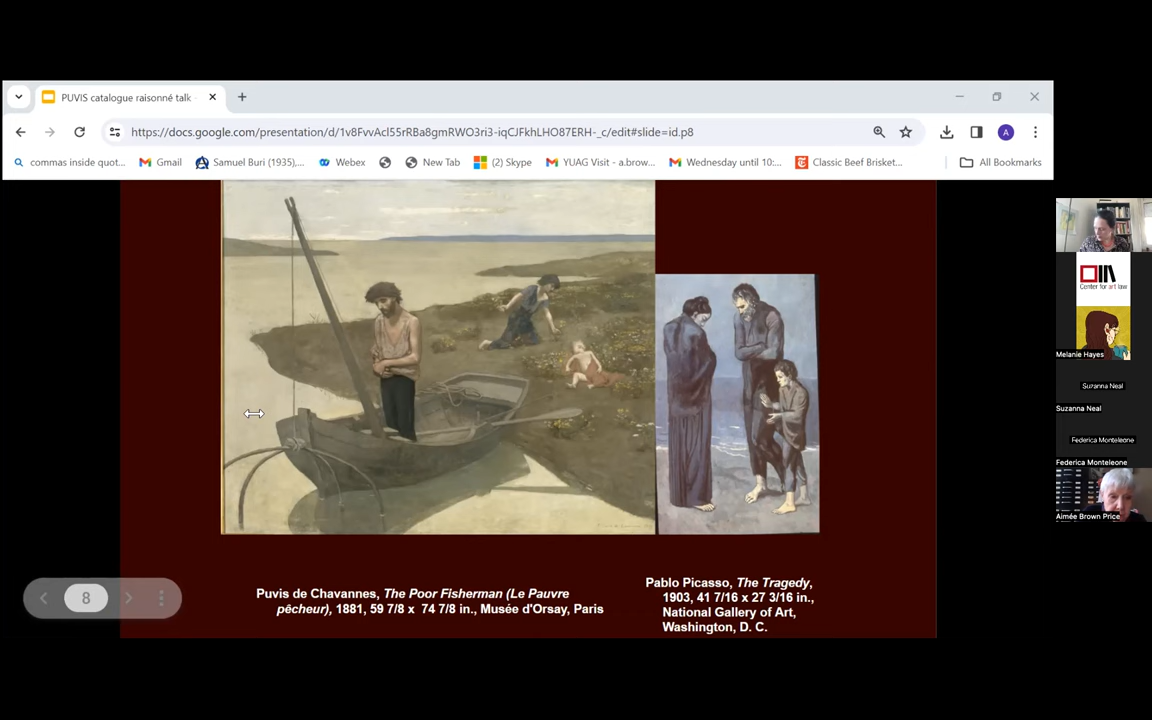 PUVIS catalogue raisonné talk
https://docs.google.com/presentation/d/1v8FvvAcl55rRBa8gmRWO3ri3-iqCJFkhLHO87ERH-_c/edit#slide=id.p8
A
commas inside quot...
Gmail
Samuel Buri (1935),...
Webex
New Tab
(2) Skype
YUAG Visit - a.brow...
Wednesday until 10:...
Classic Beef Brisket...
All Bookmarks
Center for art law
Melanie Hayes
Suzanna Neal
Suzanna Neal
Federica Monteleone
Federica Monteleone
Aimée Brown Price
8
Puvis de Chavannes, The Poor Fisherman (Le Pauvre
pêcheur), 1881, 59 7/8 x 74 7/8 in., Musée d'Orsay, Paris
Pablo Picasso, The Tragedy,
1903, 41 7/16 x 27 3/16 in.,
National Gallery of Art,
Washington, D. C.